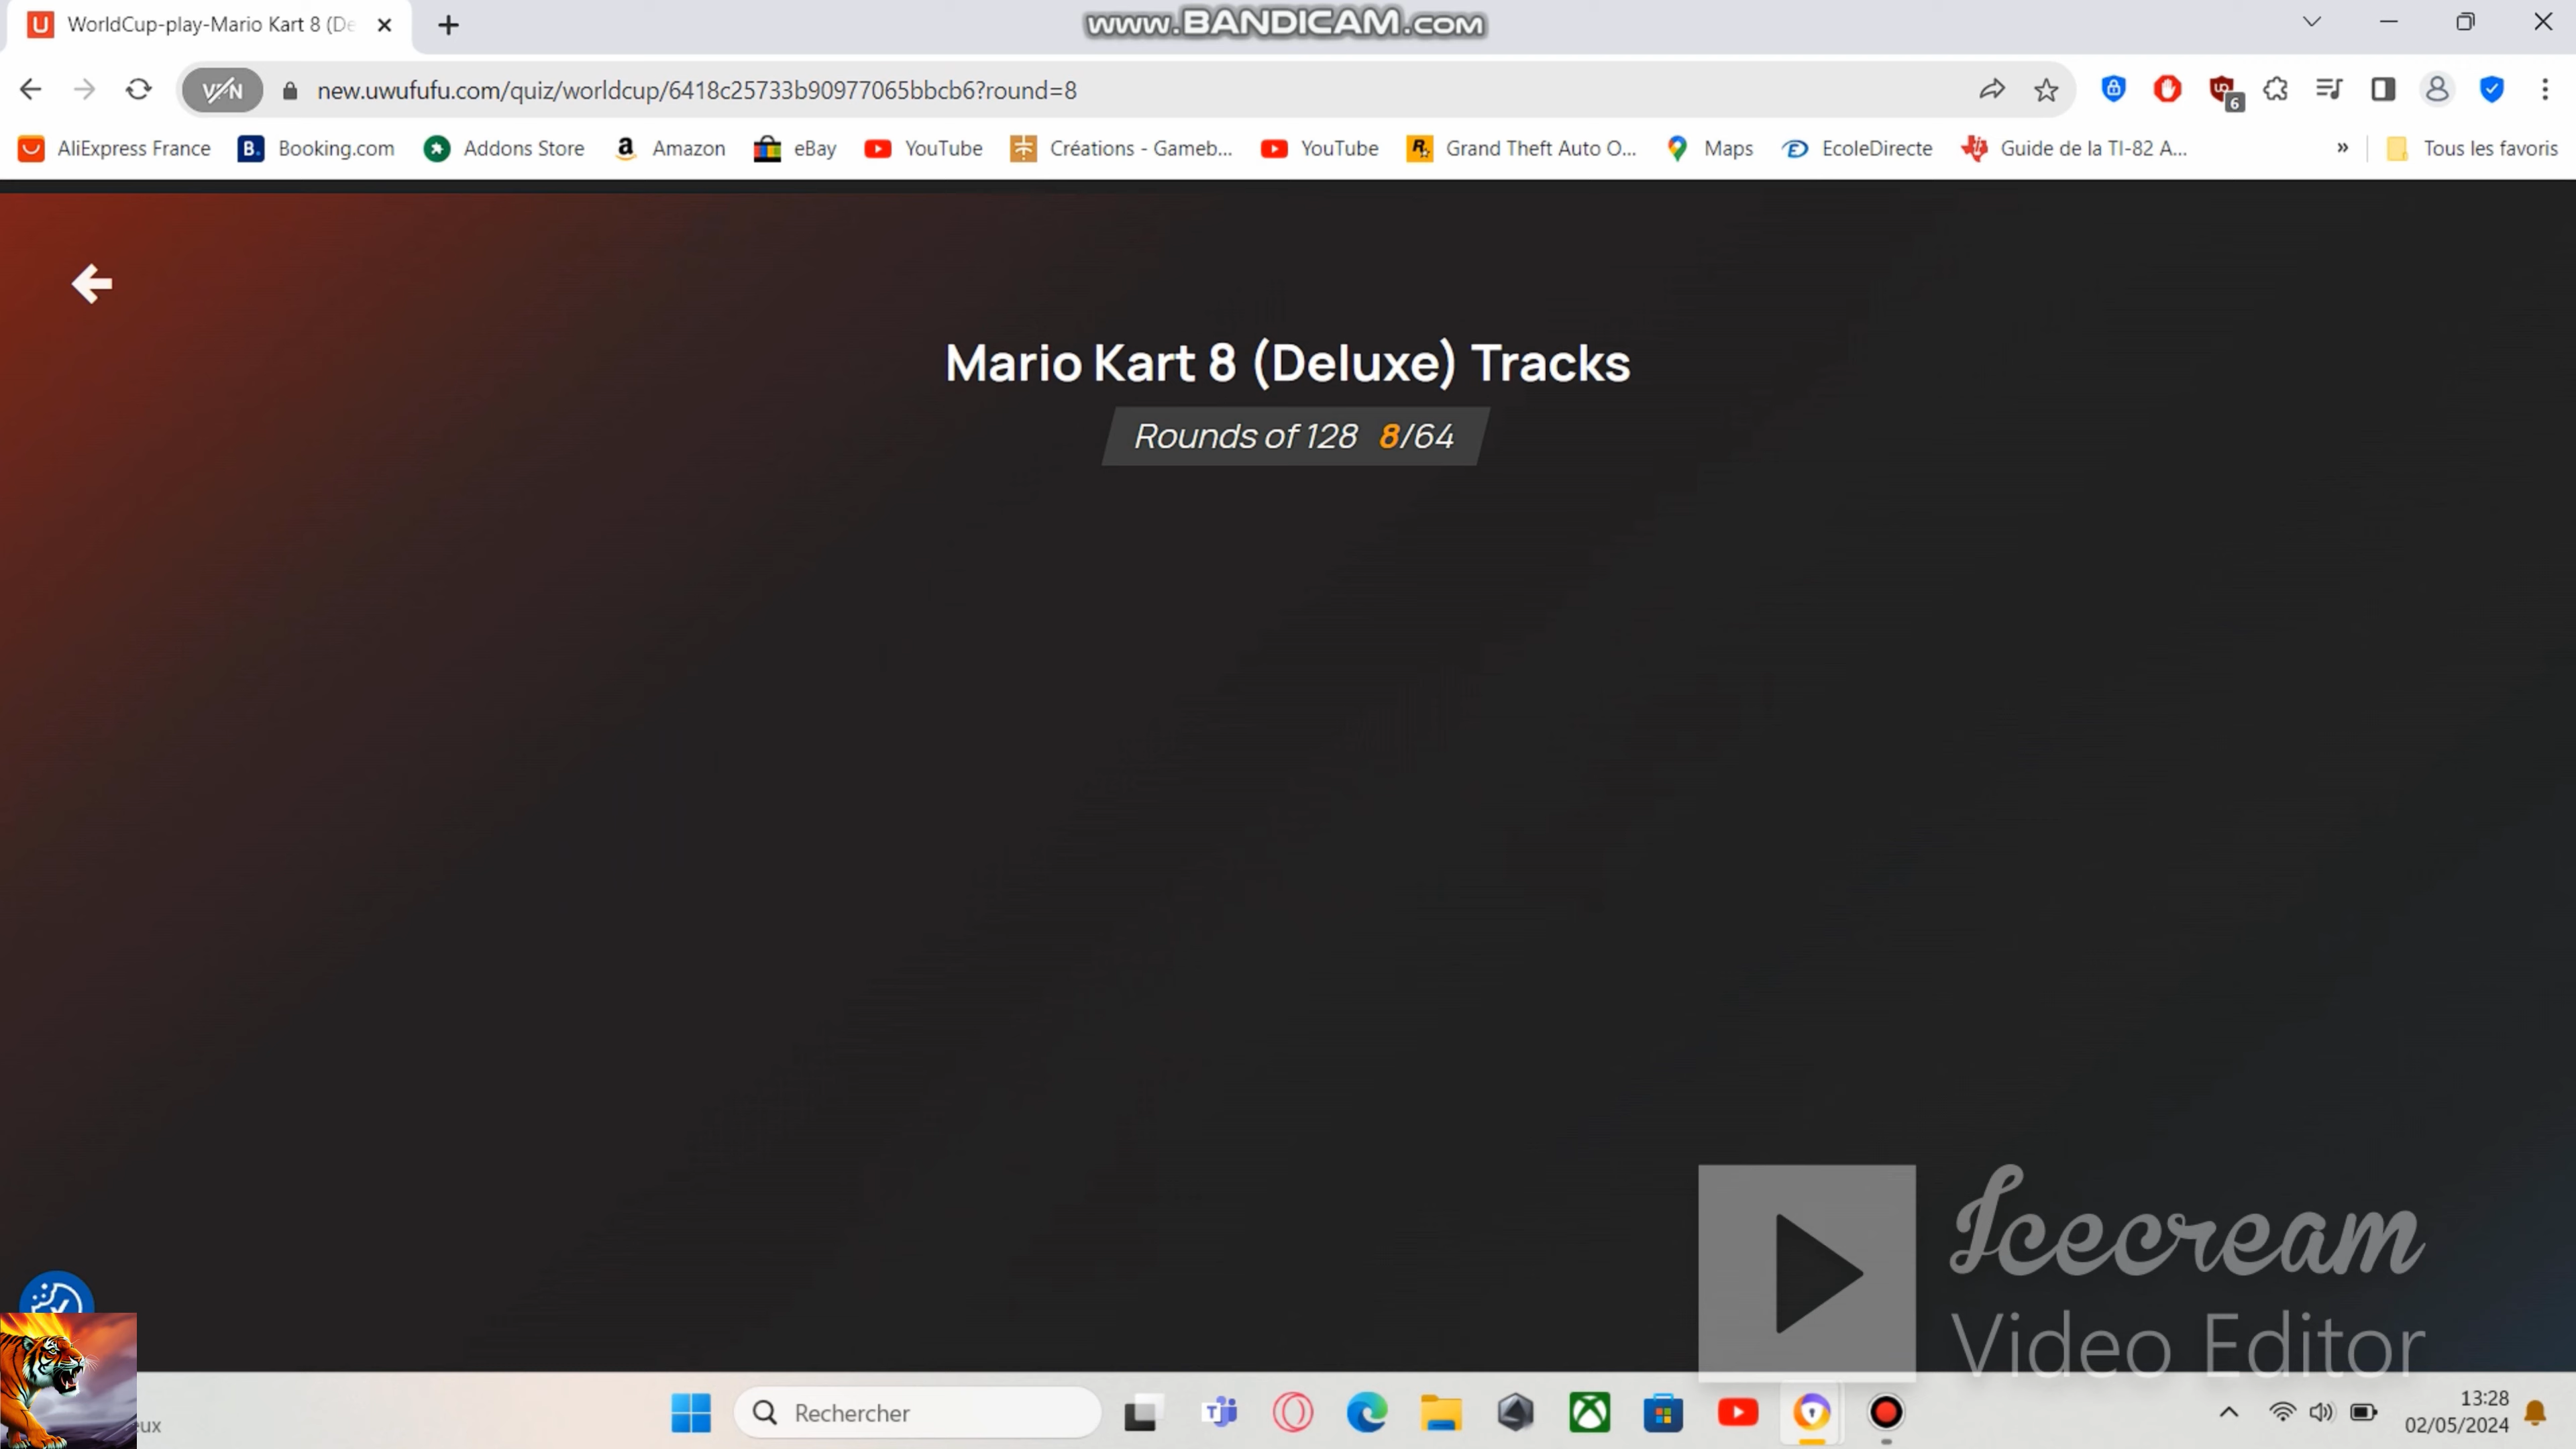 WorldCup-play-Mario Kart 8 (De
www.BANDICAM.com
VPN
new.uwufufu.com/quiz/worldcup/6418c25733b90977065bbcb6?round=8
6
AliExpress France
Booking.com
Addons Store
Amazon
eBay
YouTube
Créations - Gameb...
YouTube
Grand Theft Auto O...
Maps
EcoleDirecte
Guide de la TI-82 A...
»
Tous les favoris
Mario Kart 8 (Deluxe) Tracks
Rounds of 128 8/64
Icecream
Video Editor
eux
Rechercher
13:28
02/05/2024